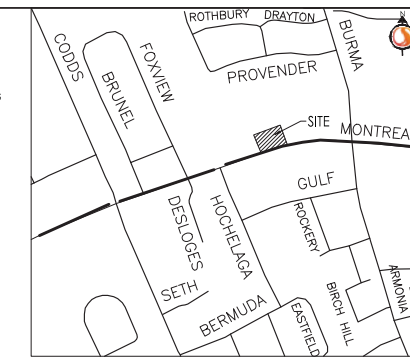 ROTHBURY DRAYTON
BURMA
N
CODDS
FOXVIEW
BRUNEL
PROVENDER
SITE
MONTREA
GULF
DESLOGES
HOCHELAGA
ROCKERY
SETH
BERMUDA
EASTFIELD
BIRCH HILL
ARMONIA
s